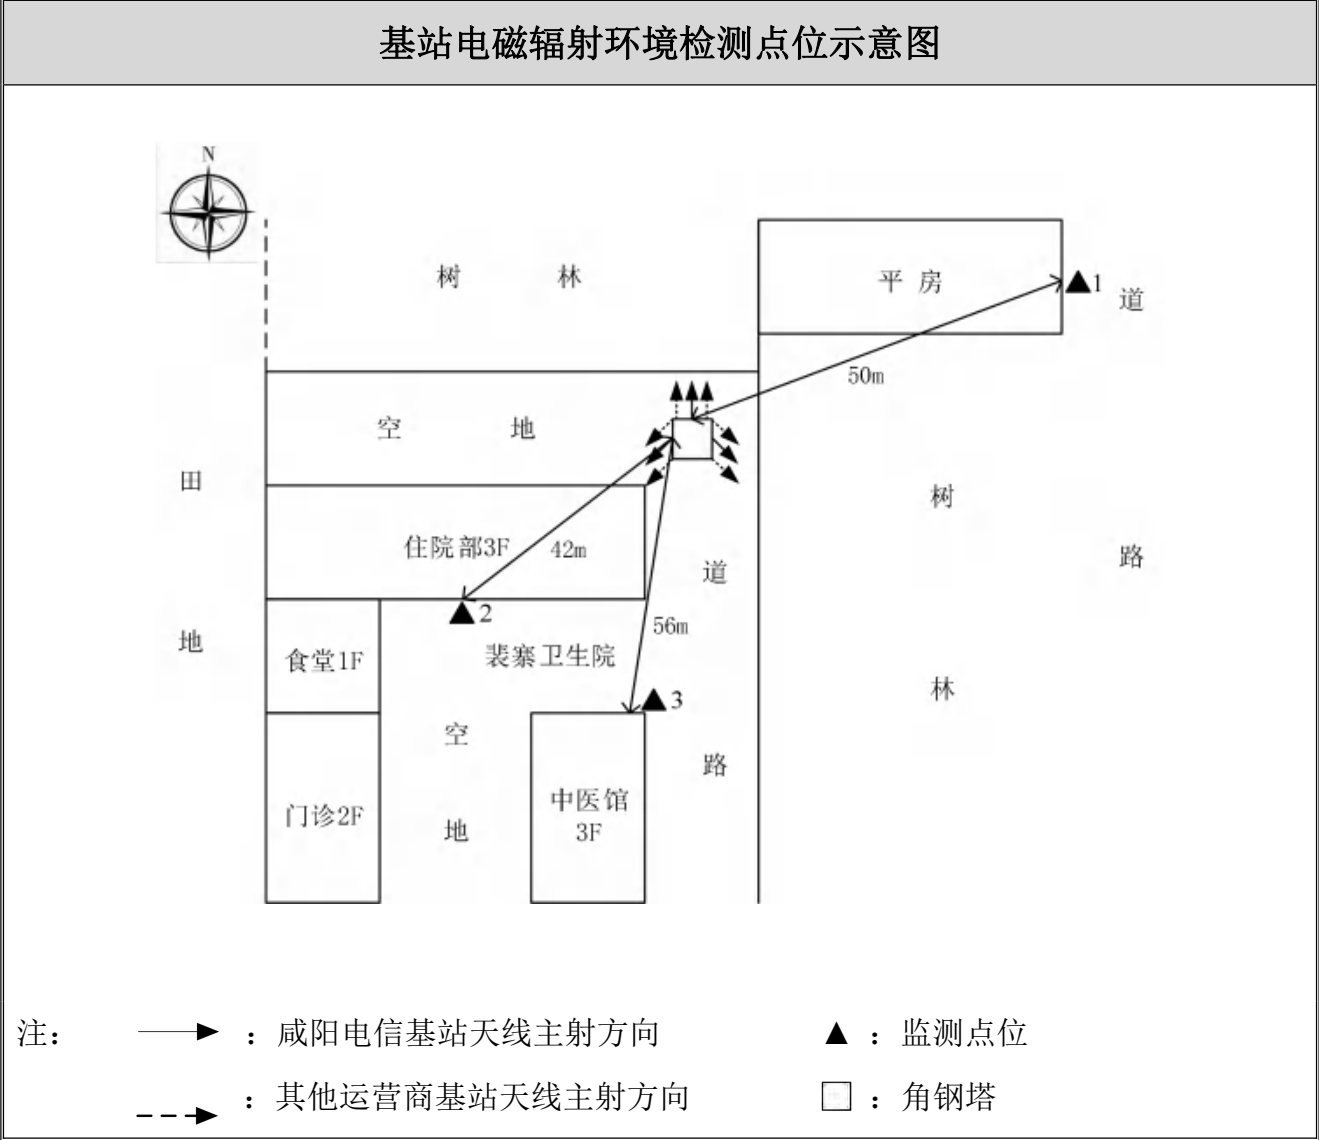 基站电磁辐射环境检测点位示意图
N
树 林
平 房
1
道
50m
空 地
田
树
住院部3F
42m
道
路
2
56m
地
食堂1F
裴寨卫生院
林
3
空
路
门诊2F
中医馆
3F
地
注：
：咸阳电信基站天线主射方向
▲：监测点位
：其他运营商基站天线主射方向
：角钢塔